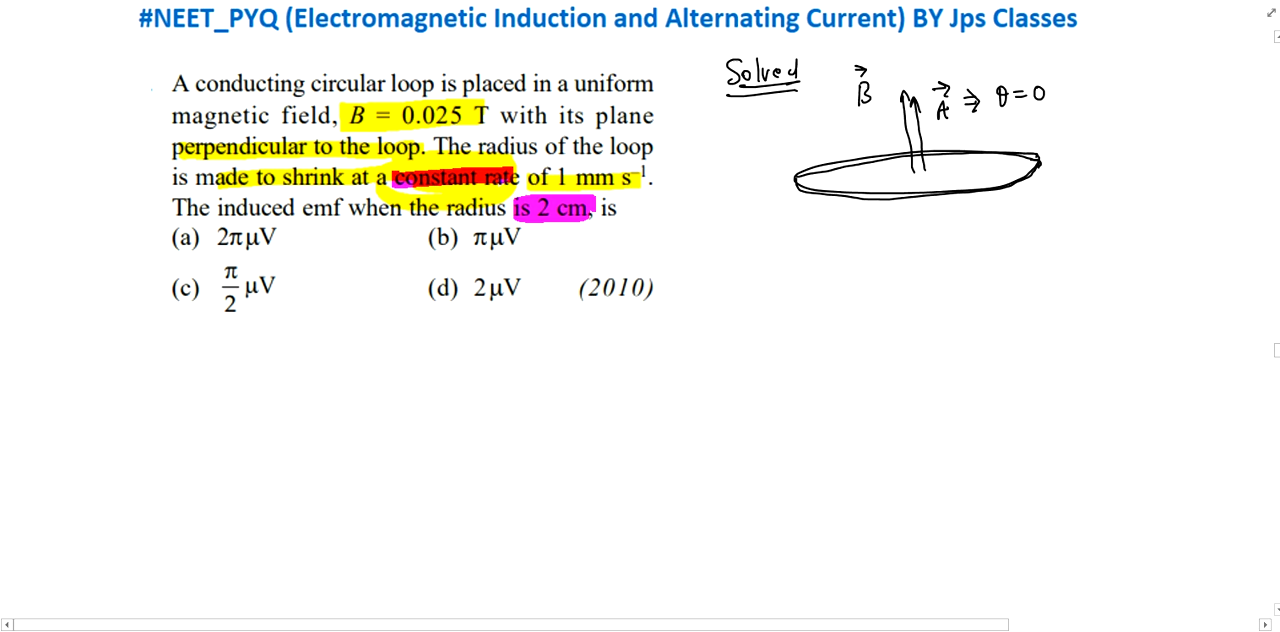 #NEET_PYQ (Electromagnetic Induction and Alternating Current) BY Jps Classes
A conducting circular loop is placed in a uniform
magnetic field, B = 0.025 T with its plane
perpendicular to the loop. The radius of the loop
is made to shrink at a constant rate of 1 mm s⁻¹.
The induced emf when the radius is 2 cm, is
(a) 2πμV (b) πμV
(c) π/2 μV (d) 2μV (2010)
Solved
B⃗ A⃗ ⇒ θ=0